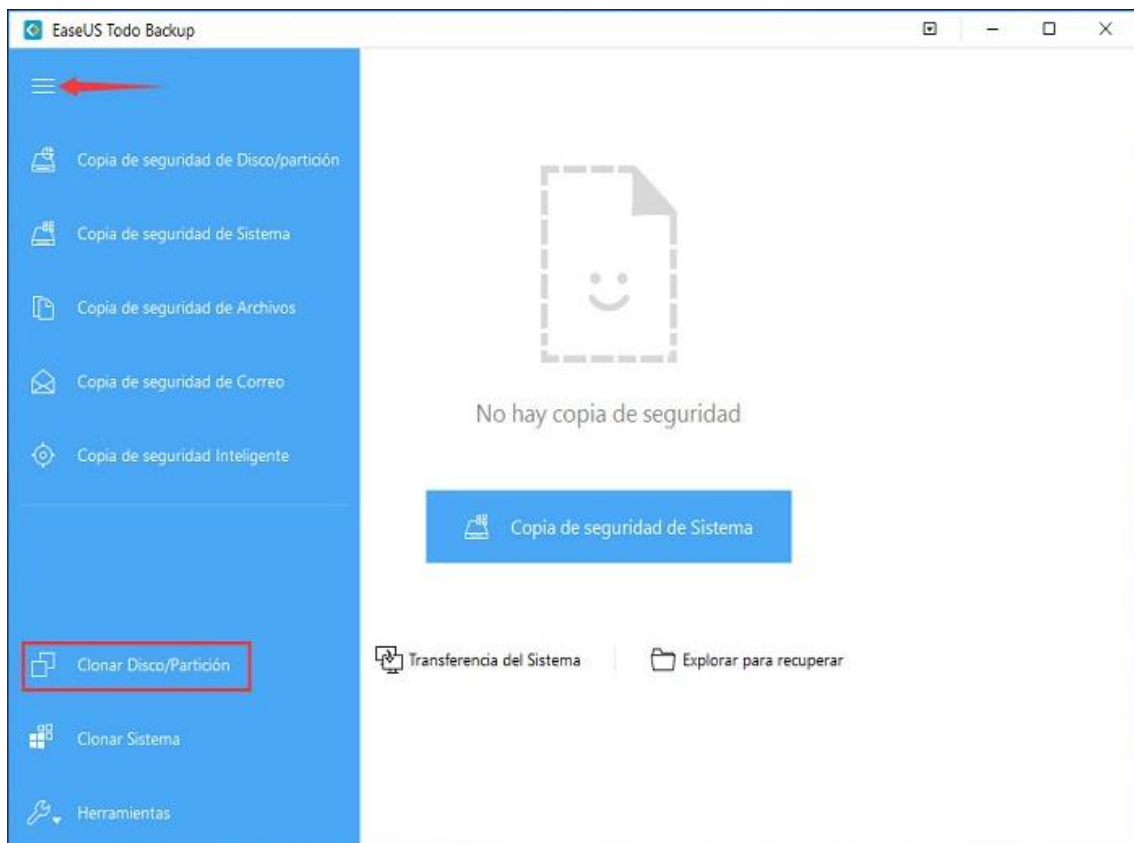 EaseUS Todo Backup
Copia de seguridad de Disco/partición
Copia de seguridad de Sistema
Copia de seguridad de Archivos
Copia de seguridad de Correo
Copia de seguridad Inteligente
Clonar Disco/Partición
Clonar Sistema
Herramientas
No hay copia de seguridad
Copia de seguridad de Sistema
Transferencia del Sistema
Explorar para recuperar